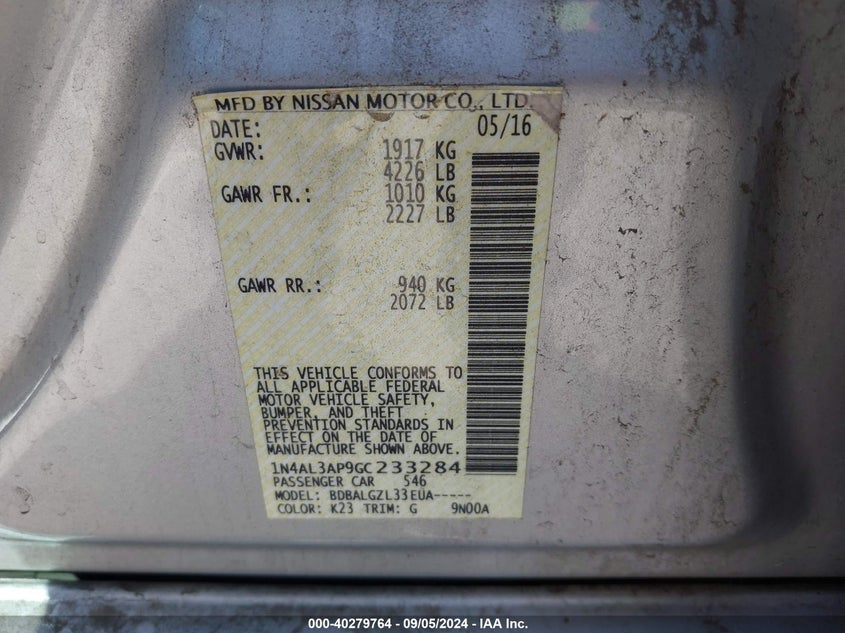 MFD BY NISSAN MOTOR CO., LTD.
DATE: 05/16
GVWR: 1917 KG
4226 LB
GAWR FR.: 1010 KG
2227 LB
GAWR RR.: 940 KG
2072 LB
THIS VEHICLE CONFORMS TO
ALL APPLICABLE FEDERAL
MOTOR VEHICLE SAFETY,
BUMPER, AND THEFT
PREVENTION STANDARDS IN
EFFECT ON THE DATE OF
MANUFACTURE SHOWN ABOVE.
1N4AL3AP9GC233284
PASSENGER CAR 546
MODEL: BDBALGZL33EUA-----
COLOR: K23 TRIM: G 9N00A
000-40279764 - 09/05/2024 - IAA Inc.